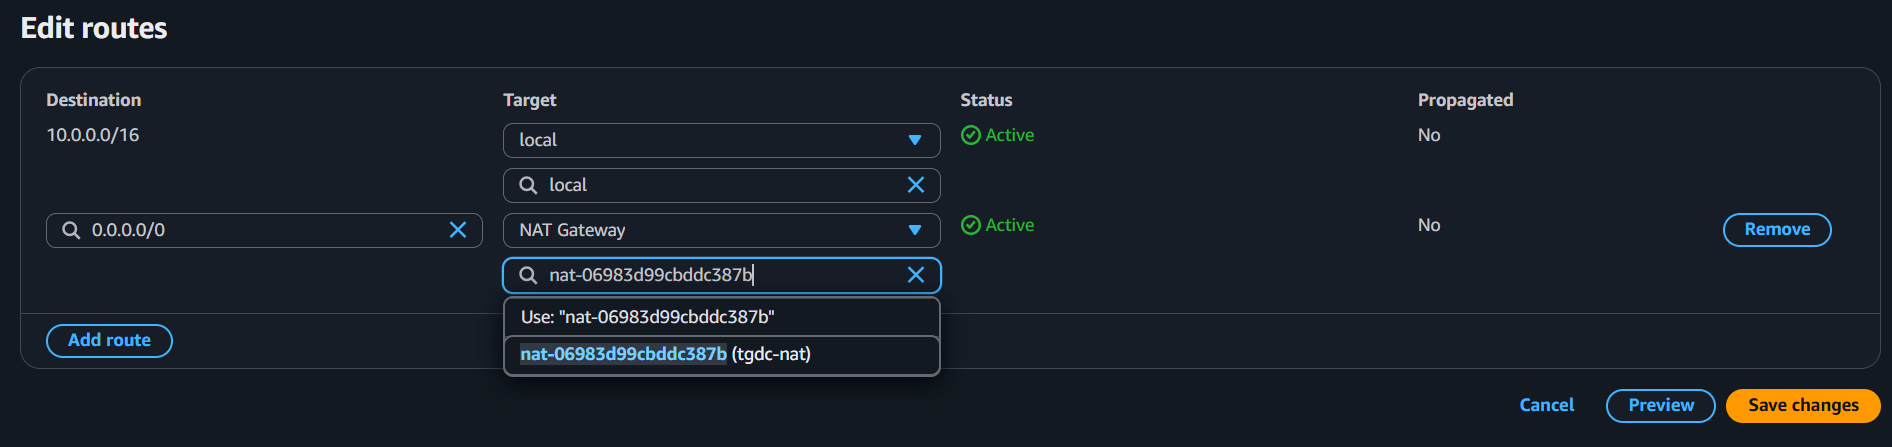 Edit routes
Destination Target Status Propagated
10.0.0.0/16 local Active No
local
0.0.0.0/0 NAT Gateway Active No Remove
nat-06983d99cbddc387b
Use: "nat-06983d99cbddc387b"
Add route
nat-06983d99cbddc387b (tgdc-nat)
Cancel Preview Save changes